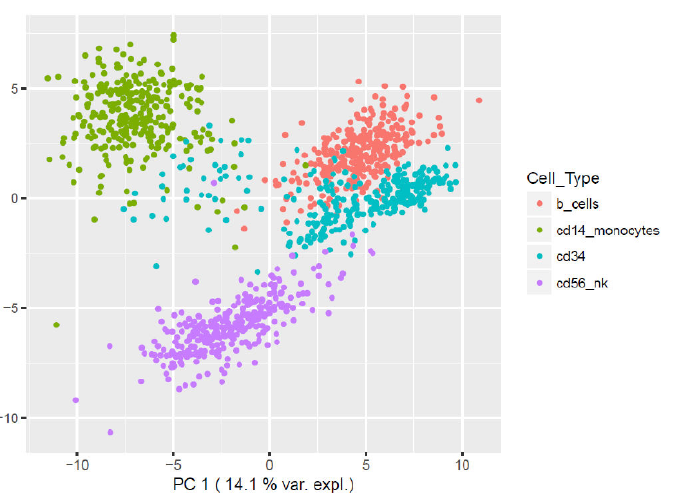 5
0
−5
−10
−10
−5
0
5
10
PC 1 ( 14.1 % var. expl.)
Cell_Type
b_cells
cd14_monocytes
cd34
cd56_nk